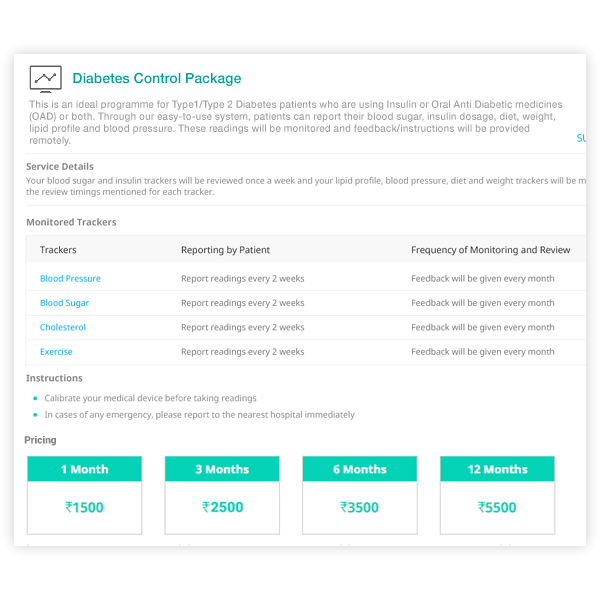 Diabetes Control Package
This is an ideal programme for Type1/Type 2 Diabetes patients who are using Insulin or Oral Anti Diabetic medicines
(OAD) or both. Through our easy-to-use system, patients can report their blood sugar, insulin dosage, diet, weight,
lipid profile and blood pressure. These readings will be monitored and feedback/instructions will be provided
remotely.
SU
Service Details
Your blood sugar and insulin trackers will be reviewed once a week and your lipid profile, blood pressure, diet and weight trackers will be m
the review timings mentioned for each tracker.
Monitored Trackers
Trackers Reporting by Patient Frequency of Monitoring and Review
Blood Pressure Report readings every 2 weeks Feedback will be given every month
Blood Sugar Report readings every 2 weeks Feedback will be given every month
Cholesterol Report readings every 2 weeks Feedback will be given every month
Exercise Report readings every 2 weeks Feedback will be given every month
Instructions
Calibrate your medical device before taking readings
In cases of any emergency, please report to the nearest hospital immediately
Pricing
1 Month 3 Months 6 Months 12 Months
₹1500 ₹2500 ₹3500 ₹5500